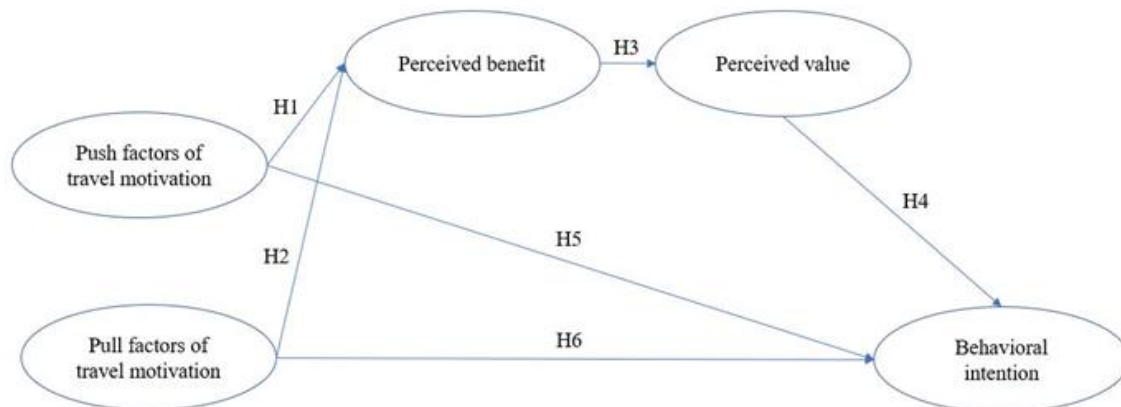 Perceived benefit
H3
Perceived value
H1
Push factors of
travel motivation
H4
H5
H2
H6
Pull factors of
travel motivation
Behavioral
intention